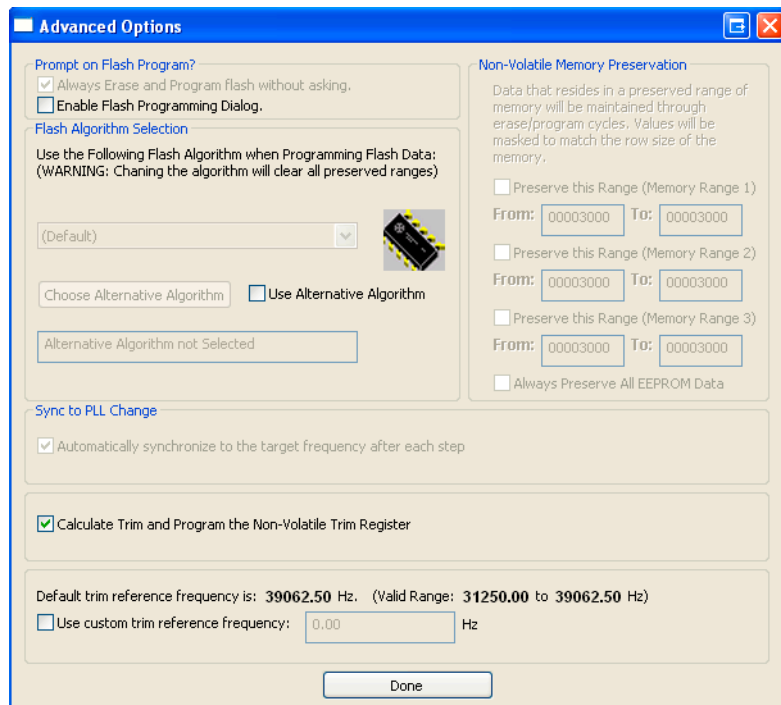 Advanced Options
Prompt on Flash Program?
Always Erase and Program flash without asking.
Enable Flash Programming Dialog.
Flash Algorithm Selection
Use the Following Flash Algorithm when Programming Flash Data:
(WARNING: Chaning the algorithm will clear all preserved ranges)
(Default)
Choose Alternative Algorithm
Use Alternative Algorithm
Alternative Algorithm not Selected
Non-Volatile Memory Preservation
Data that resides in a preserved range of
memory will be maintained through
erase/program cycles. Values will be
masked to match the row size of the
memory.
Preserve this Range (Memory Range 1)
From: 00003000 To: 00003000
Preserve this Range (Memory Range 2)
From: 00003000 To: 00003000
Preserve this Range (Memory Range 3)
From: 00003000 To: 00003000
Always Preserve All EEPROM Data
Sync to PLL Change
Automatically synchronize to the target frequency after each step
Calculate Trim and Program the Non-Volatile Trim Register
Default trim reference frequency is: 39062.50 Hz. (Valid Range: 31250.00 to 39062.50 Hz)
Use custom trim reference frequency: 0.00 Hz
Done